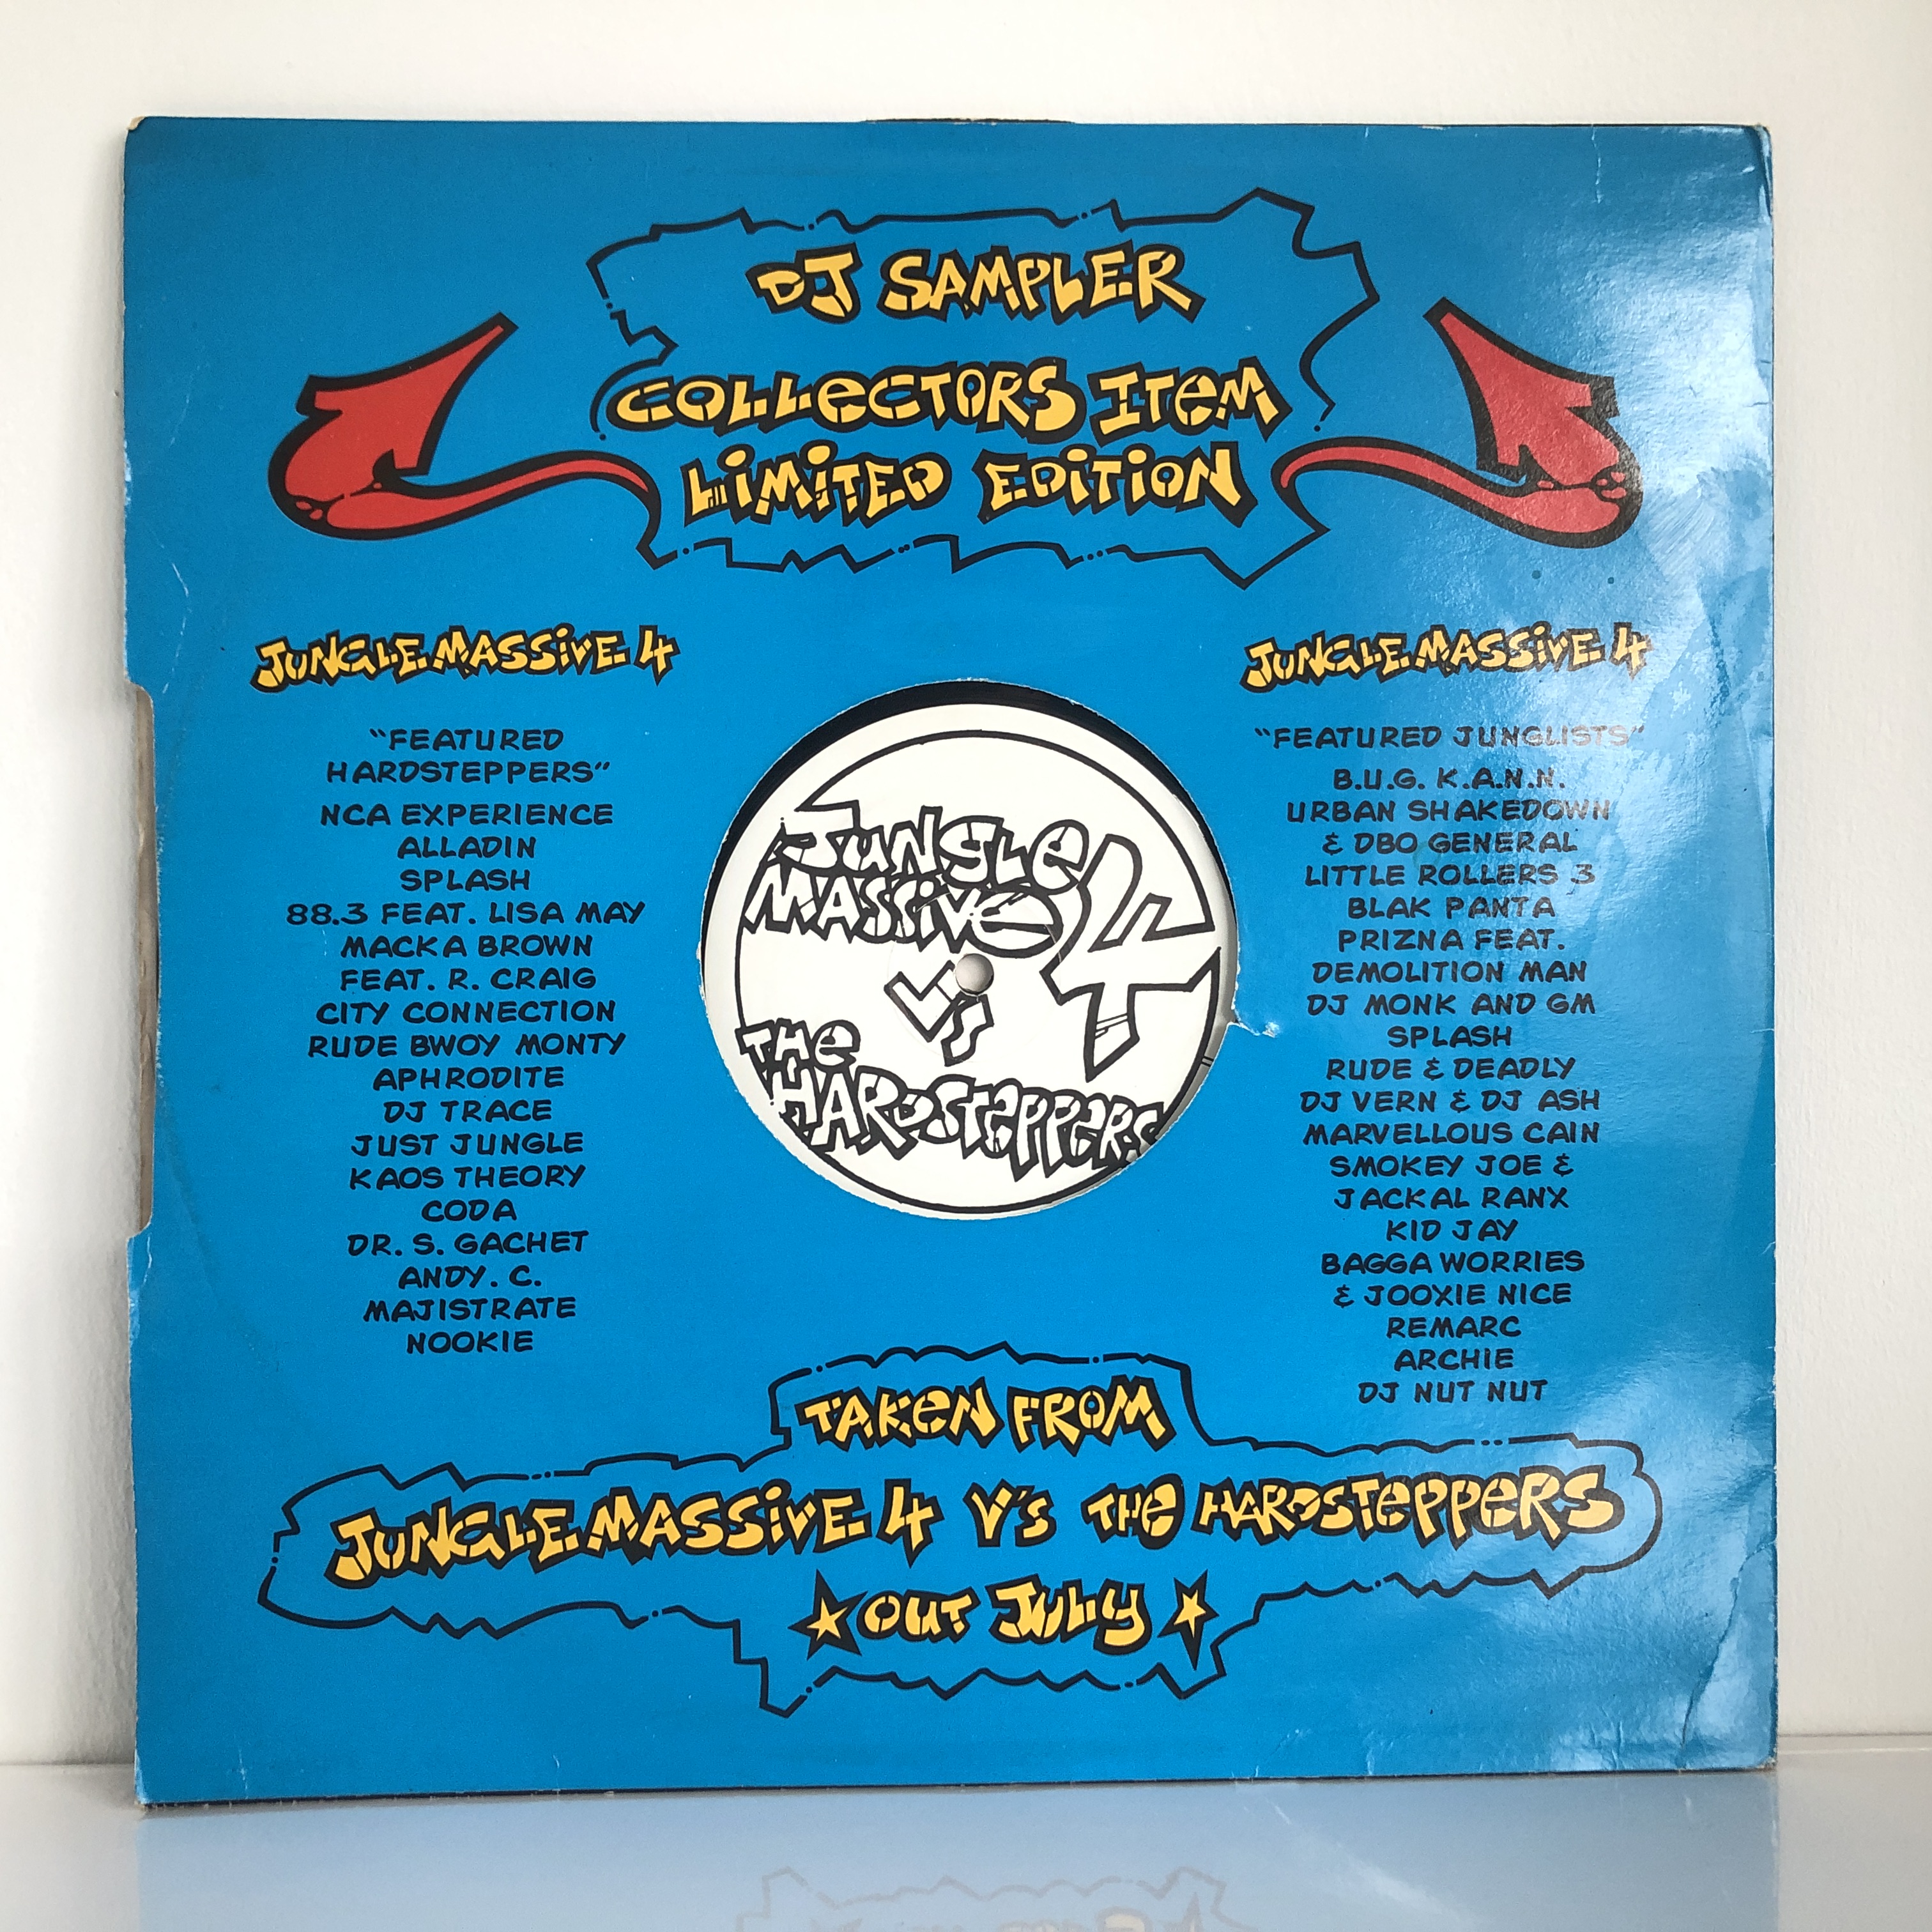 DJ SAMPLER
COLLECTORS ITEM
LIMITED EDITION
JUNGLE MASSIVE 4
"FEATURED
HARDSTEPPERS"
NCA EXPERIENCE
ALLADIN
SPLASH
88.3 FEAT. LISA MAY
MACKA BROWN
FEAT. R. CRAIG
CITY CONNECTION
RUDE BWOY MONTY
APHRODITE
DJ TRACE
JUST JUNGLE
KAOS THEORY
CODA
DR. S. GACHET
ANDY. C.
MAJISTRATE
NOOKIE
JUNGLE
MASSIVE 4
VS
THE
HARDSTEPPERS
JUNGLE MASSIVE 4
"FEATURED JUNGLISTS"
B.U.G. K.A.N.N.
URBAN SHAKEDOWN
& DBO GENERAL
LITTLE ROLLERS 3
BLAK PANTA
PRIZNA FEAT.
DEMOLITION MAN
DJ MONK AND GM
SPLASH
RUDE & DEADLY
DJ VERN & DJ ASH
MARVELLOUS CAIN
SMOKEY JOE &
JACKAL RANX
KID JAY
BAGGA WORRIES
& JOOXIE NICE
REMARC
ARCHIE
DJ NUT NUT
TAKEN FROM
JUNGLE MASSIVE 4 V'S THE HARDSTEPPERS
OUT JULY